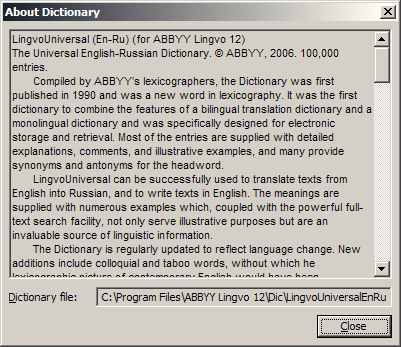 About Dictionary
LingvoUniversal (En-Ru) (for ABBYY Lingvo 12)
The Universal English-Russian Dictionary. © ABBYY, 2006. 100,000
entries.
Compiled by ABBYY's lexicographers, the Dictionary was first
published in 1990 and was a new word in lexicography. It was the first
dictionary to combine the features of a bilingual translation dictionary and a
monolingual dictionary and was specifically designed for electronic
storage and retrieval. Most of the entries are supplied with detailed
explanations, comments, and illustrative examples, and many provide
synonyms and antonyms for the headword.
LingvoUniversal can be successfully used to translate texts from
English into Russian, and to write texts in English. The meanings are
supplied with numerous examples which, coupled with the powerful full-
text search facility, not only serve illustrative purposes but are an
invaluable source of linguistic information.
The Dictionary is regularly updated to reflect language change. New
additions include colloquial and taboo words, without which he
lexicographic picture of contemporary English would have been
Dictionary file:
C:\Program Files\ABBYY Lingvo 12\Dic\LingvoUniversalEnRu
Close